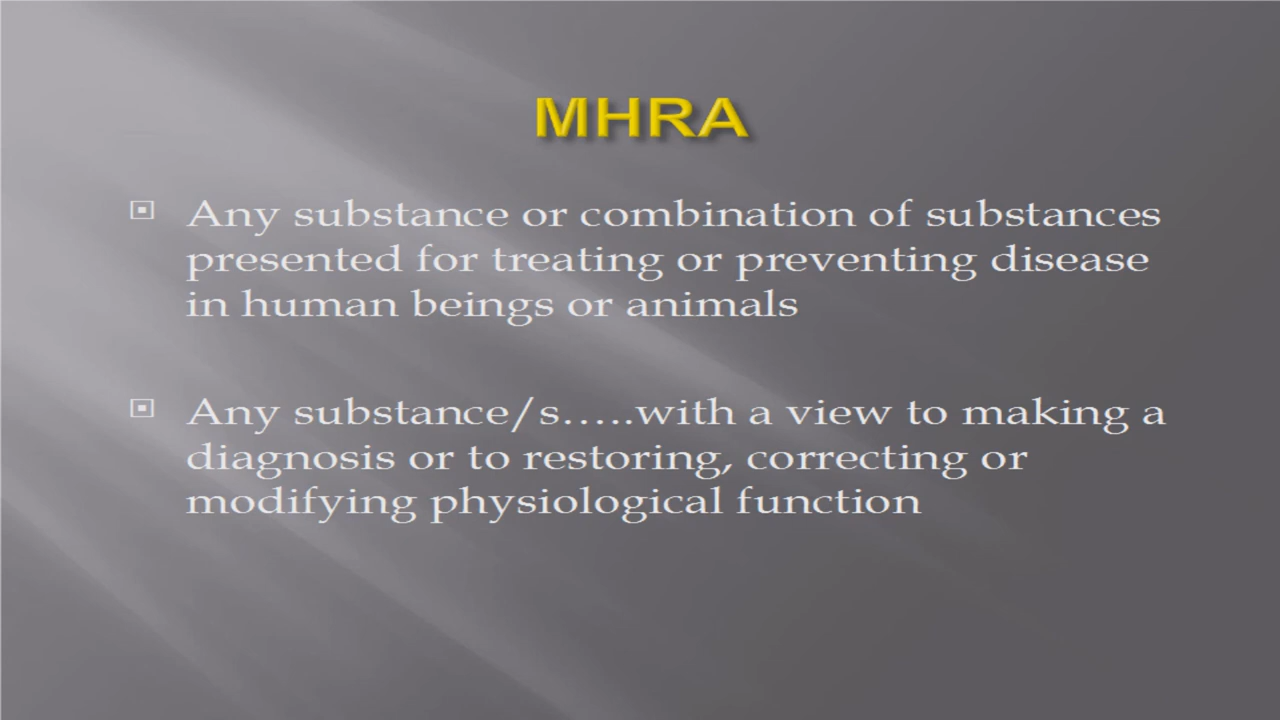 MHRA
Any substance or combination of substances
presented for treating or preventing disease
in human beings or animals
Any substance/s…..with a view to making a
diagnosis or to restoring, correcting or
modifying physiological function